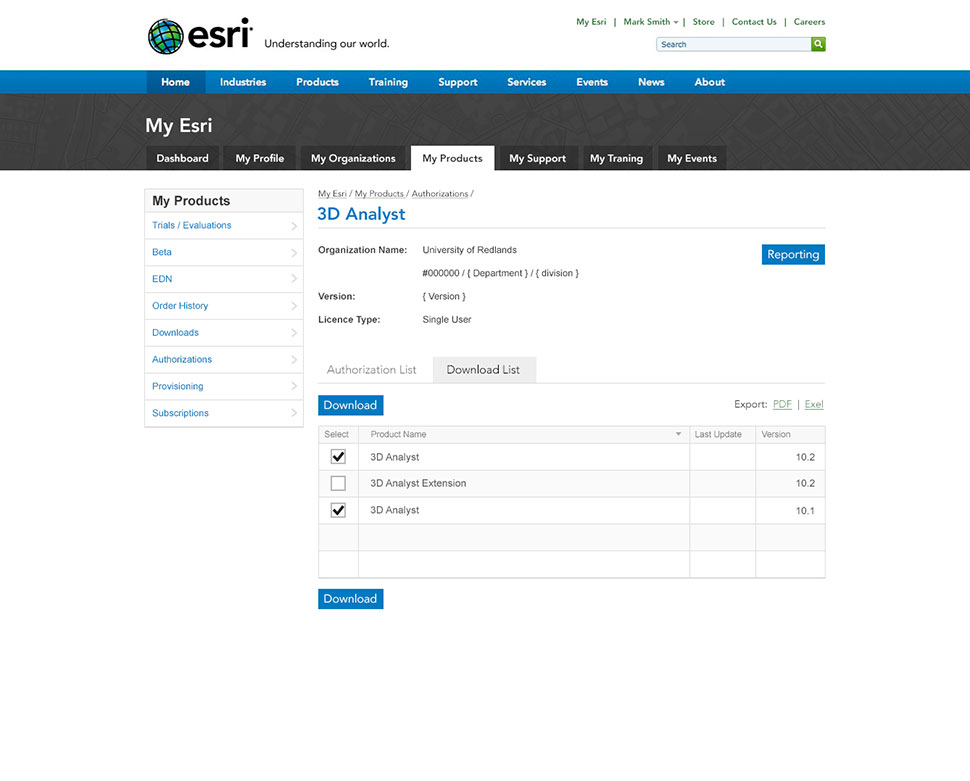 My Esri | Mark Smith | Store | Contact Us | Careers
esri Understanding our world.
Search
Home Industries Products Training Support Services Events News About
My Esri
Dashboard My Profile My Organizations My Products My Support My Traning My Events
My Products
Trials / Evaluations
Beta
EDN
Order History
Downloads
Authorizations
Provisioning
Subscriptions
My Esri / My Products / Authorizations /
3D Analyst
Organization Name: University of Redlands
Reporting
#000000 / { Department } / { division }
Version: { Version }
Licence Type: Single User
Authorization List Download List
Download Export: PDF | Exel
Select Product Name Last Update Version
3D Analyst 10.2
3D Analyst Extension 10.2
3D Analyst 10.1
Download